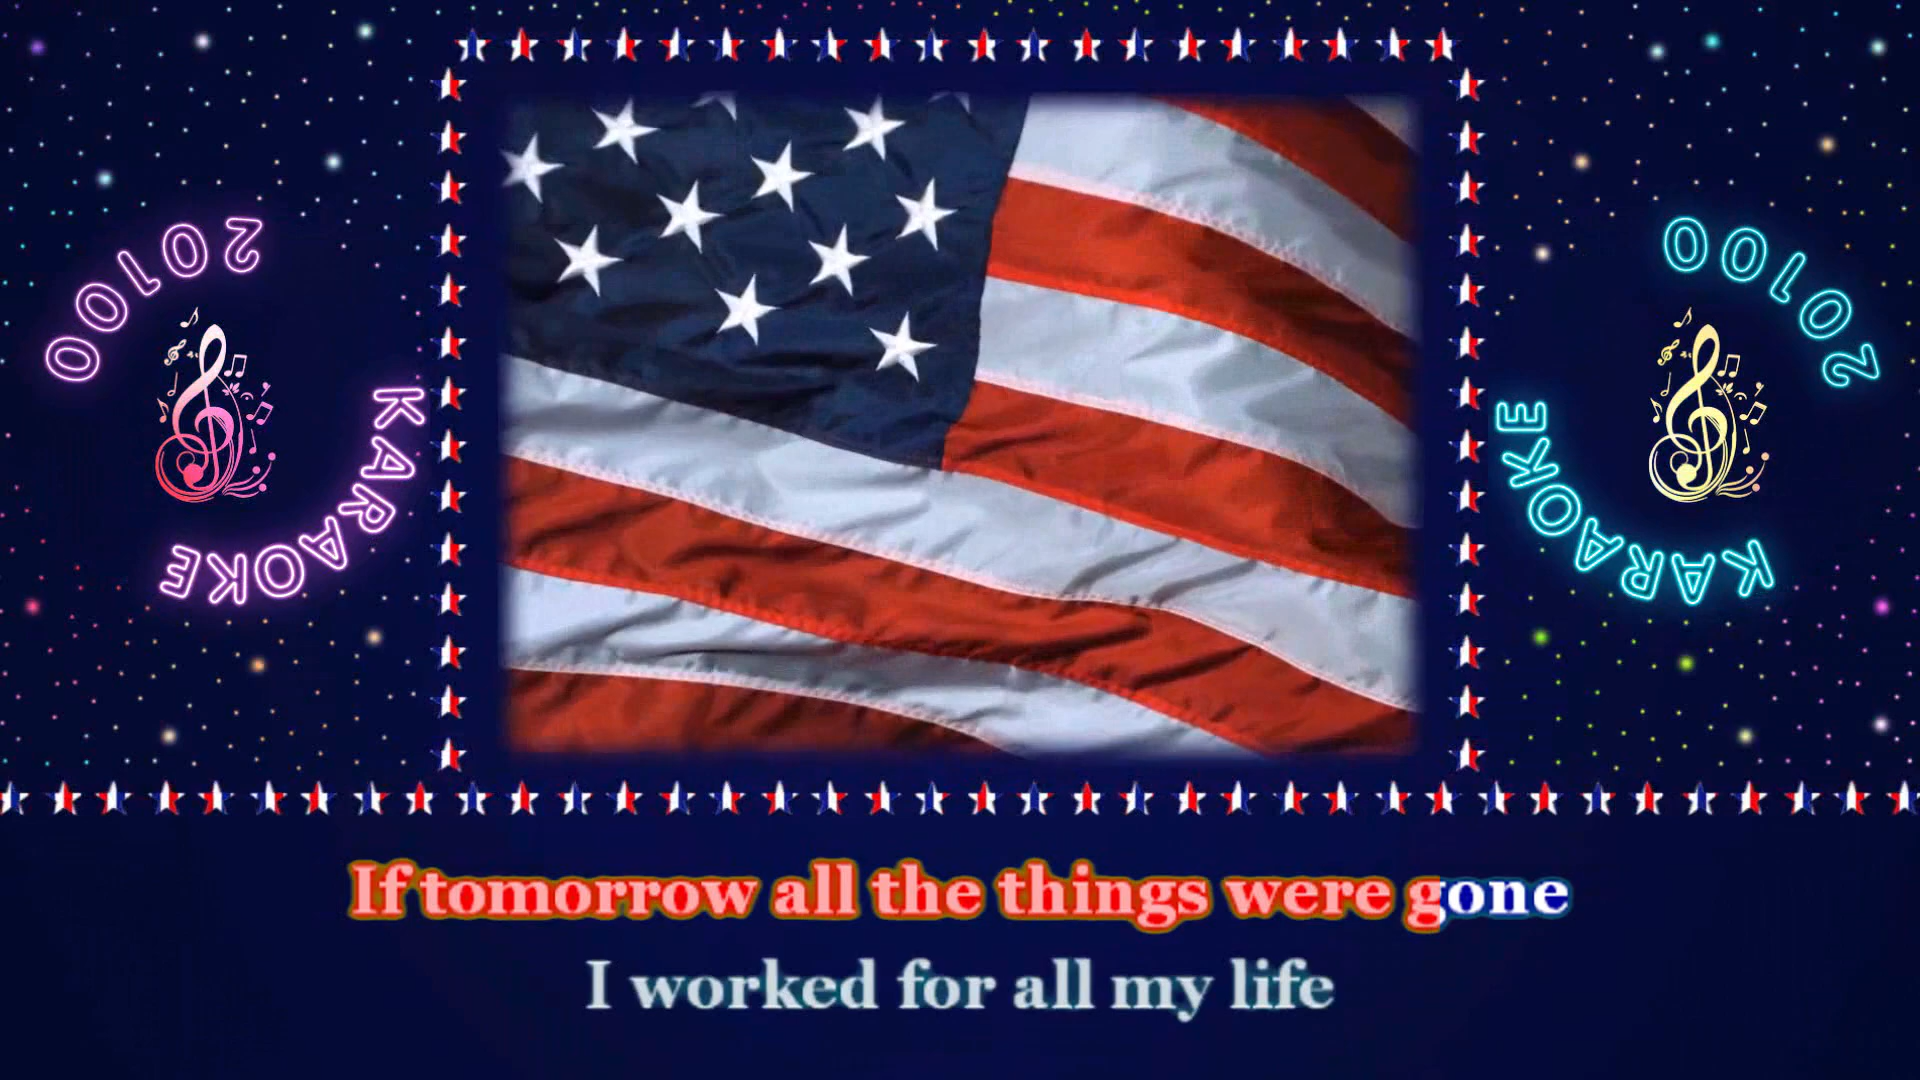 20100
KARAOKE
20100
KARAOKE
If tomorrow all the things were gone
I worked for all my life